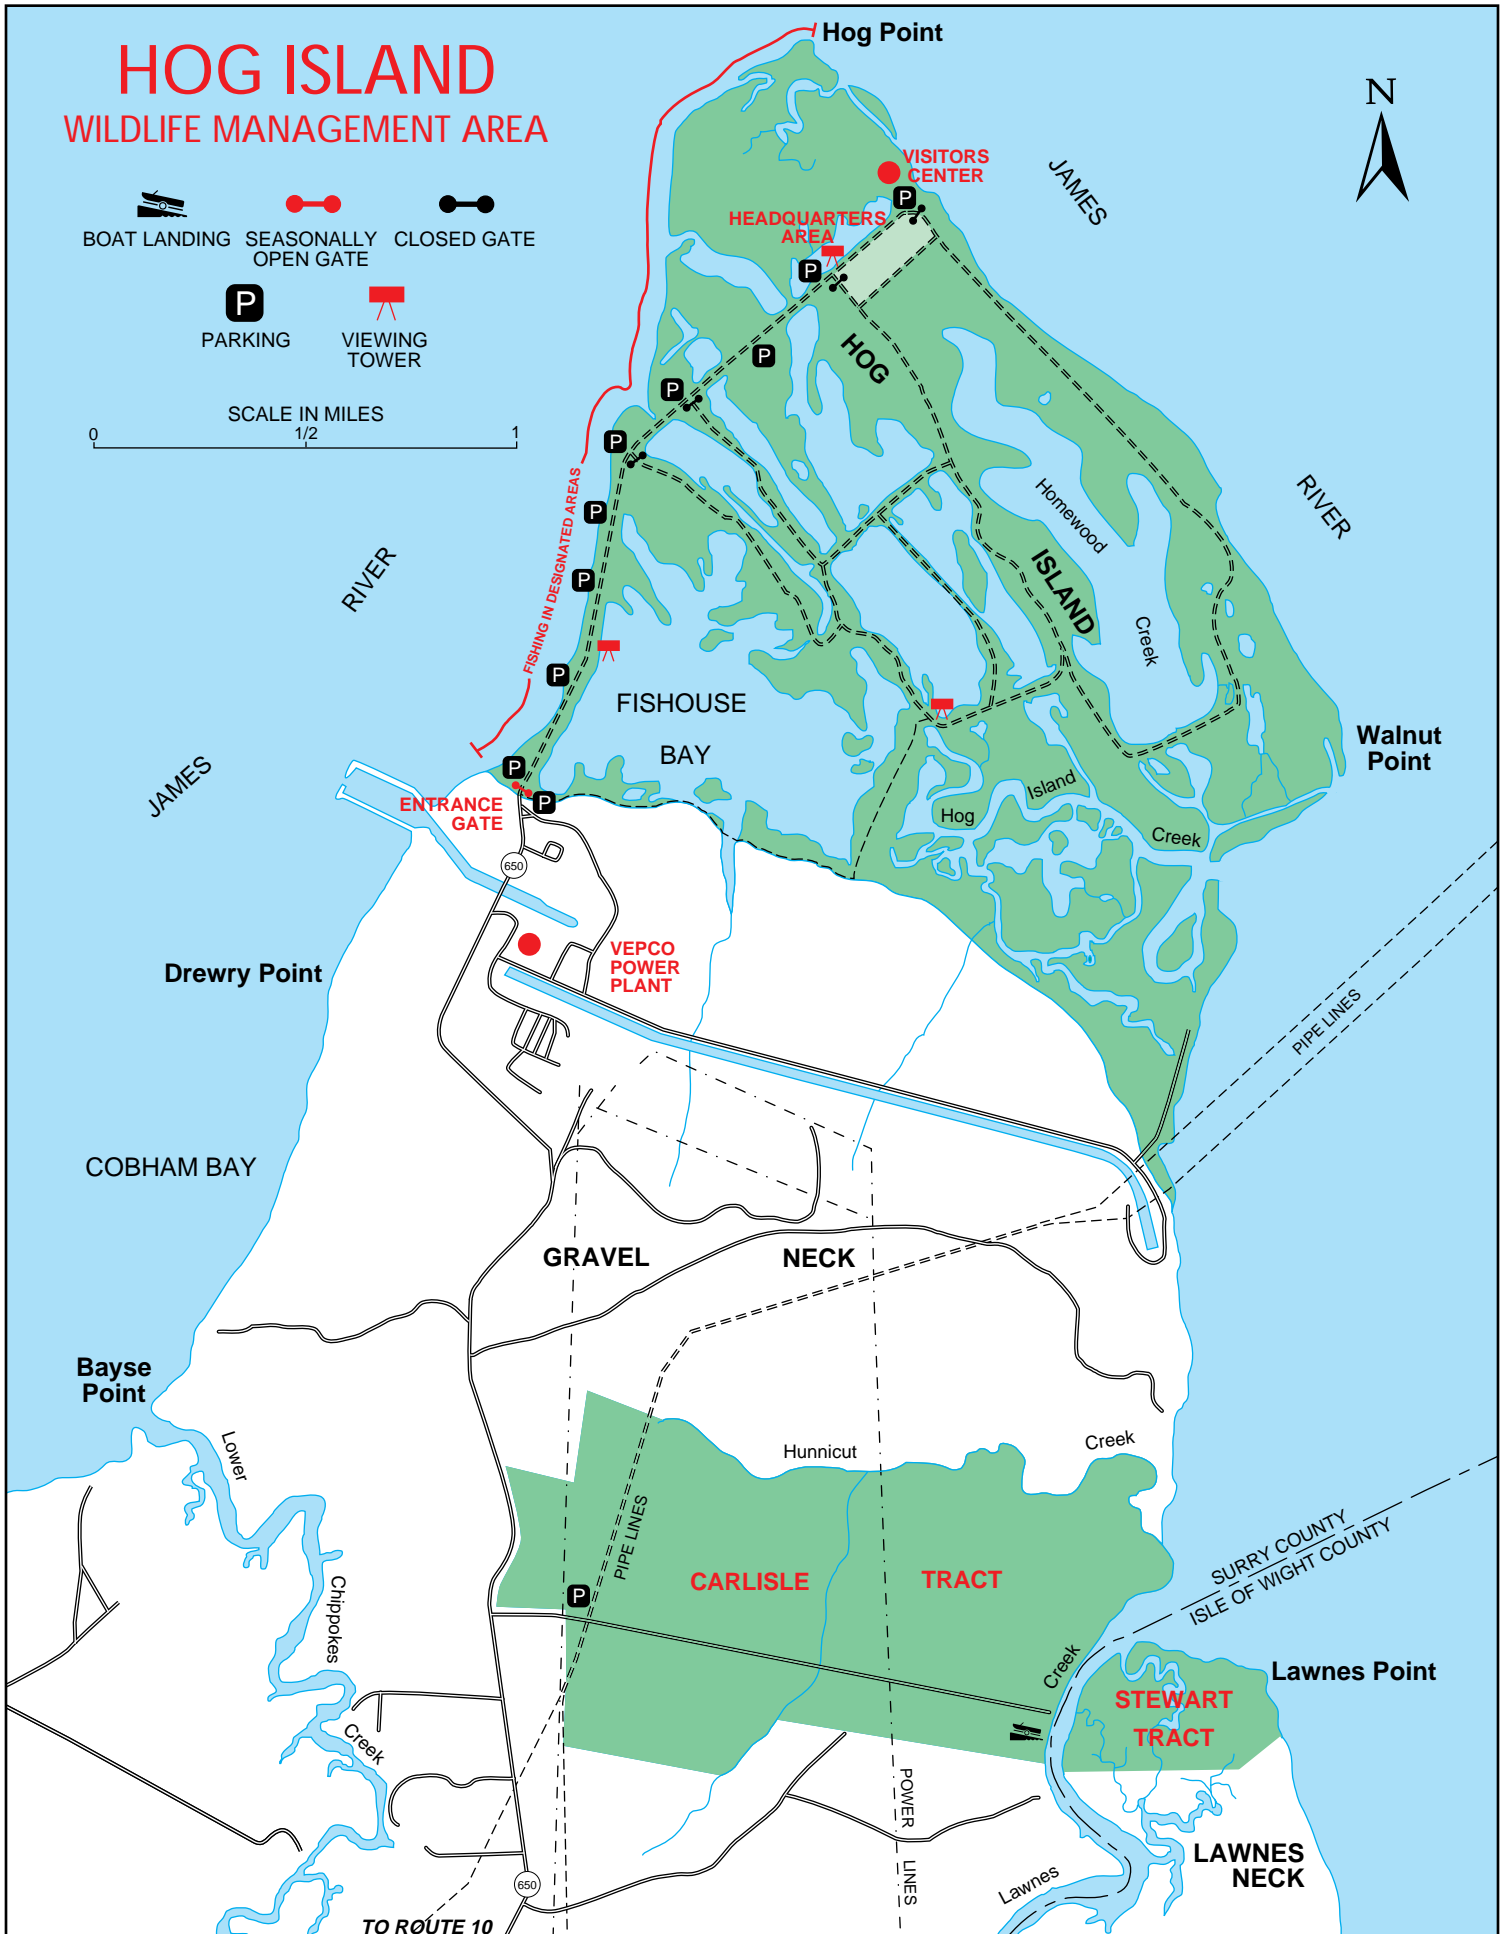 HOG ISLAND
WILDLIFE MANAGEMENT AREA
BOAT LANDING
SEASONALLY
OPEN GATE
CLOSED GATE
P
PARKING
VIEWING
TOWER
SCALE IN MILES
0
1/2
1
Hog Point
N
JAMES
RIVER
VISITORS
CENTER
P
HEADQUARTERS
AREA
P
P
HOG
P
P
P
P
P
FISHING IN DESIGNATED AREAS
Homewood
Creek
ISLAND
RIVER
JAMES
FISHOUSE
BAY
Walnut
Point
P
P
ENTRANCE
GATE
Hog
Island
Creek
650
VEPCO
POWER
PLANT
Drewry Point
PIPE LINES
COBHAM BAY
GRAVEL NECK
Bayse
Point
Lower
Chippokes
Creek
Hunnicut
Creek
PIPE LINES
P
CARLISLE TRACT
SURRY COUNTY
ISLE OF WIGHT COUNTY
Creek
Lawnes Point
STEWART
TRACT
POWER
LINES
Lawnes
LAWNES
NECK
650
TO ROUTE 10